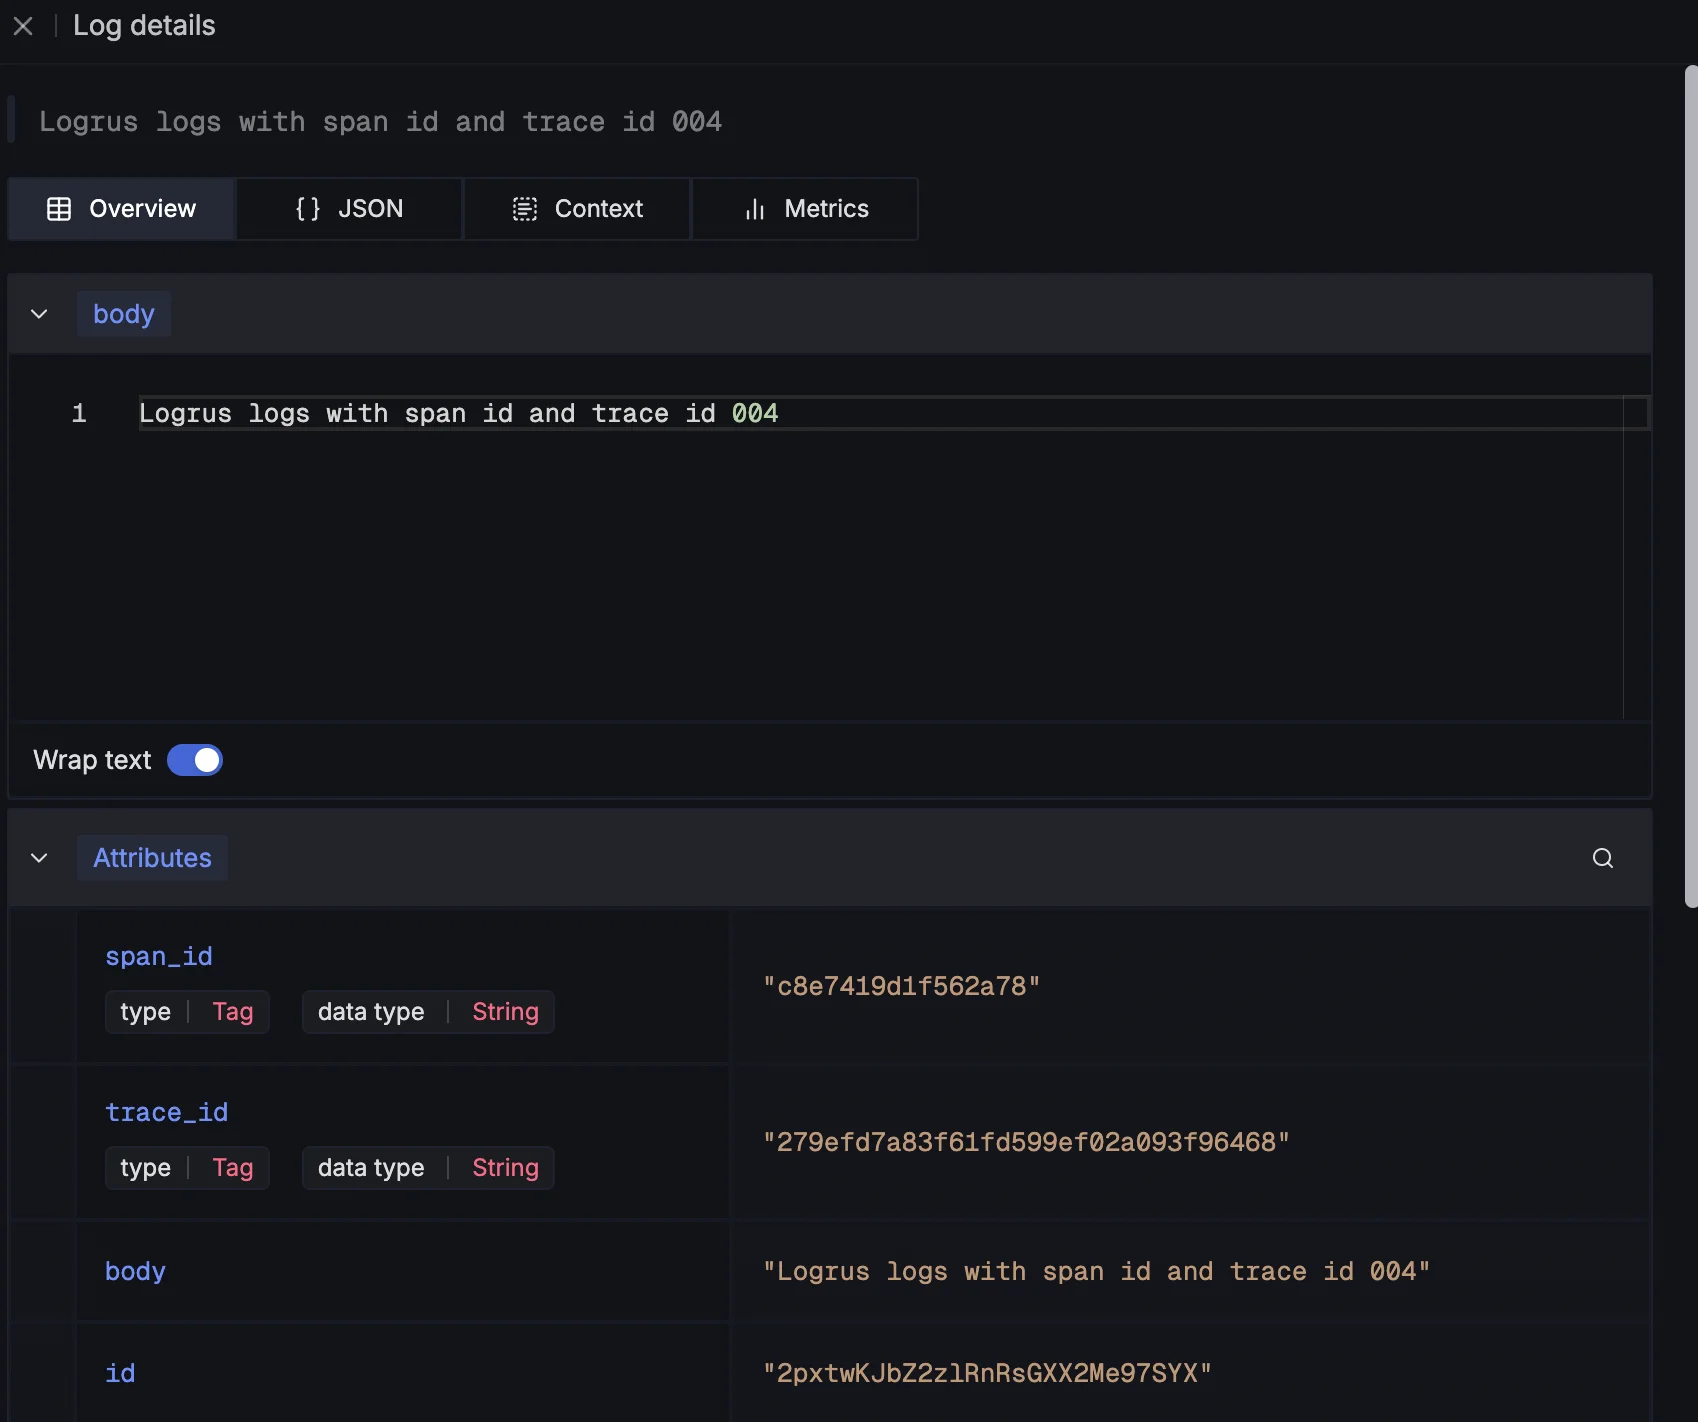 Log details
Logrus logs with span id and trace id 004
Overview
{} JSON
Context
Metrics
body
1 Logrus logs with span id and trace id 004
Wrap text
Attributes
span_id
type Tag data type String
"c8e7419d1f562a78"
trace_id
type Tag data type String
"279efd7a83f61fd599ef02a093f96468"
body
"Logrus logs with span id and trace id 004"
id
"2pxtwKJbZ2zlRnRsGXX2Me97SYX"